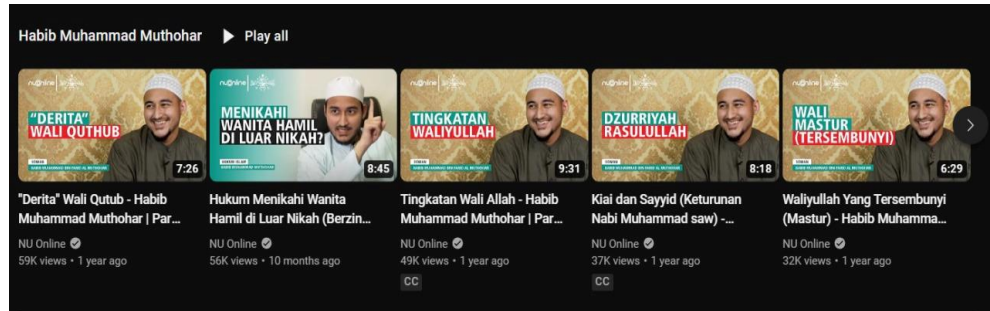 Habib Muhammad Muthohar Play all
nuonline
"DERITA"
WALI QUTHUB
7:26
nuonline
MENIKAHI
WANITA HAMIL
DI LUAR NIKAH?
8:45
nuonline
TINGKATAN
WALIYULLAH
9:31
nuonline
DZURRIYAH
RASULULLAH
8:18
nuonline
WALI
MASTUR
(TERSEMBUNYI)
6:29
"Derita" Wali Qutub - Habib
Muhammad Muthohar | Par...
NU Online
59K views • 1 year ago
Hukum Menikahi Wanita
Hamil di Luar Nikah (Berzin...
NU Online
56K views • 10 months ago
Tingkatan Wali Allah - Habib
Muhammad Muthohar | Par...
NU Online
49K views • 1 year ago
CC
Kiai dan Sayyid (Keturunan
Nabi Muhammad saw) -...
NU Online
37K views • 1 year ago
CC
Waliyullah Yang Tersembunyi
(Mastur) - Habib Muhamma...
NU Online
32K views • 1 year ago